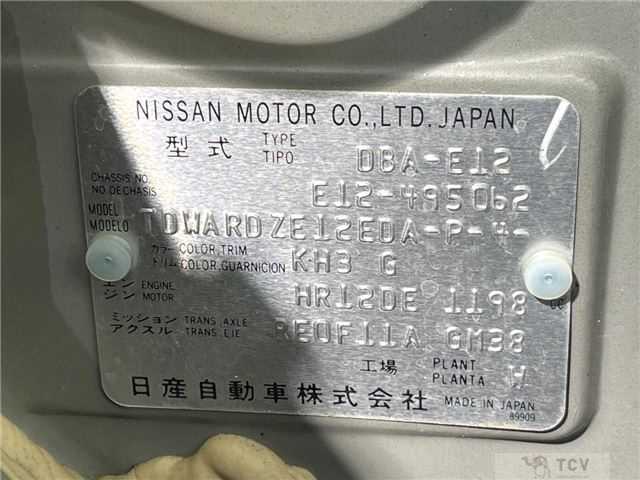 NISSAN MOTOR CO.,LTD. JAPAN
型式 TYPE TIPO DBA-E12
CHASSIS NO. NO DECHASIS E12-495062
MODEL MODELO TDWARDZE12EDA-P-4-
カラー COLOR,TRIM トリム COLOR,GUARNICION KH3 G
エンジン ENGINE MOTOR HR12DE 1198 CC
ミッション TRANS. AXLE アクスル TRANS. EJE RE0F11A GM38
工場 PLANT PLANTA W
日産自動車株式会社 MADE IN JAPAN
89909
TCV